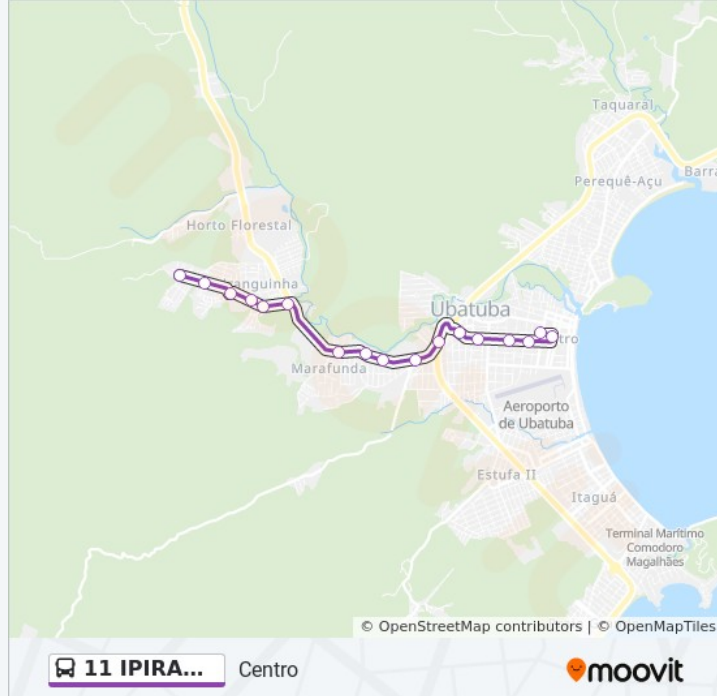 Taquaral
Perequê-Açu
Barra
Horto Florestal
Ubatuba
Marafunda
Aeroporto
de Ubatuba
Estufa II
Itaguá
Terminal Marítimo
Comodoro
Magalhães
© OpenStreetMap contributors | © OpenMapTiles
11 IPIRA...
Centro
moovit